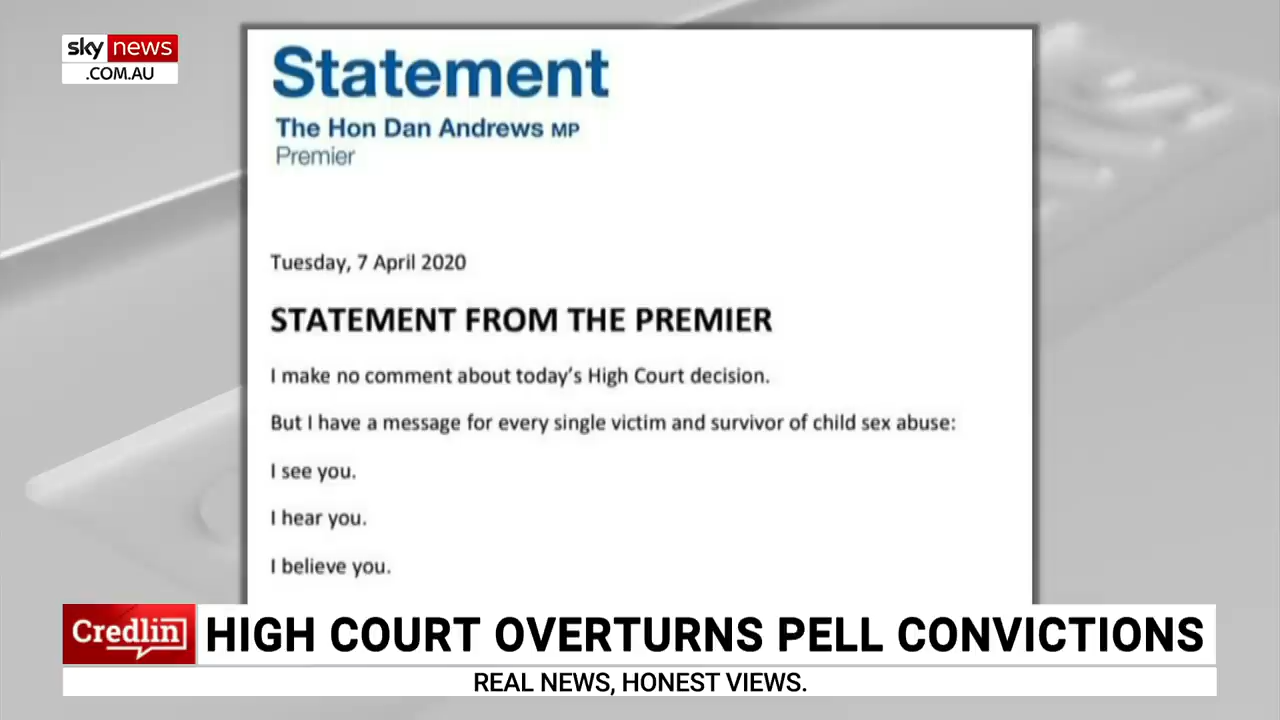 sky news
.COM.AU
Statement
The Hon Dan Andrews MP
Premier
Tuesday, 7 April 2020
STATEMENT FROM THE PREMIER
I make no comment about today's High Court decision.
But I have a message for every single victim and survivor of child sex abuse:
I see you.
I hear you.
I believe you.
Credlin
HIGH COURT OVERTURNS PELL CONVICTIONS
REAL NEWS, HONEST VIEWS.